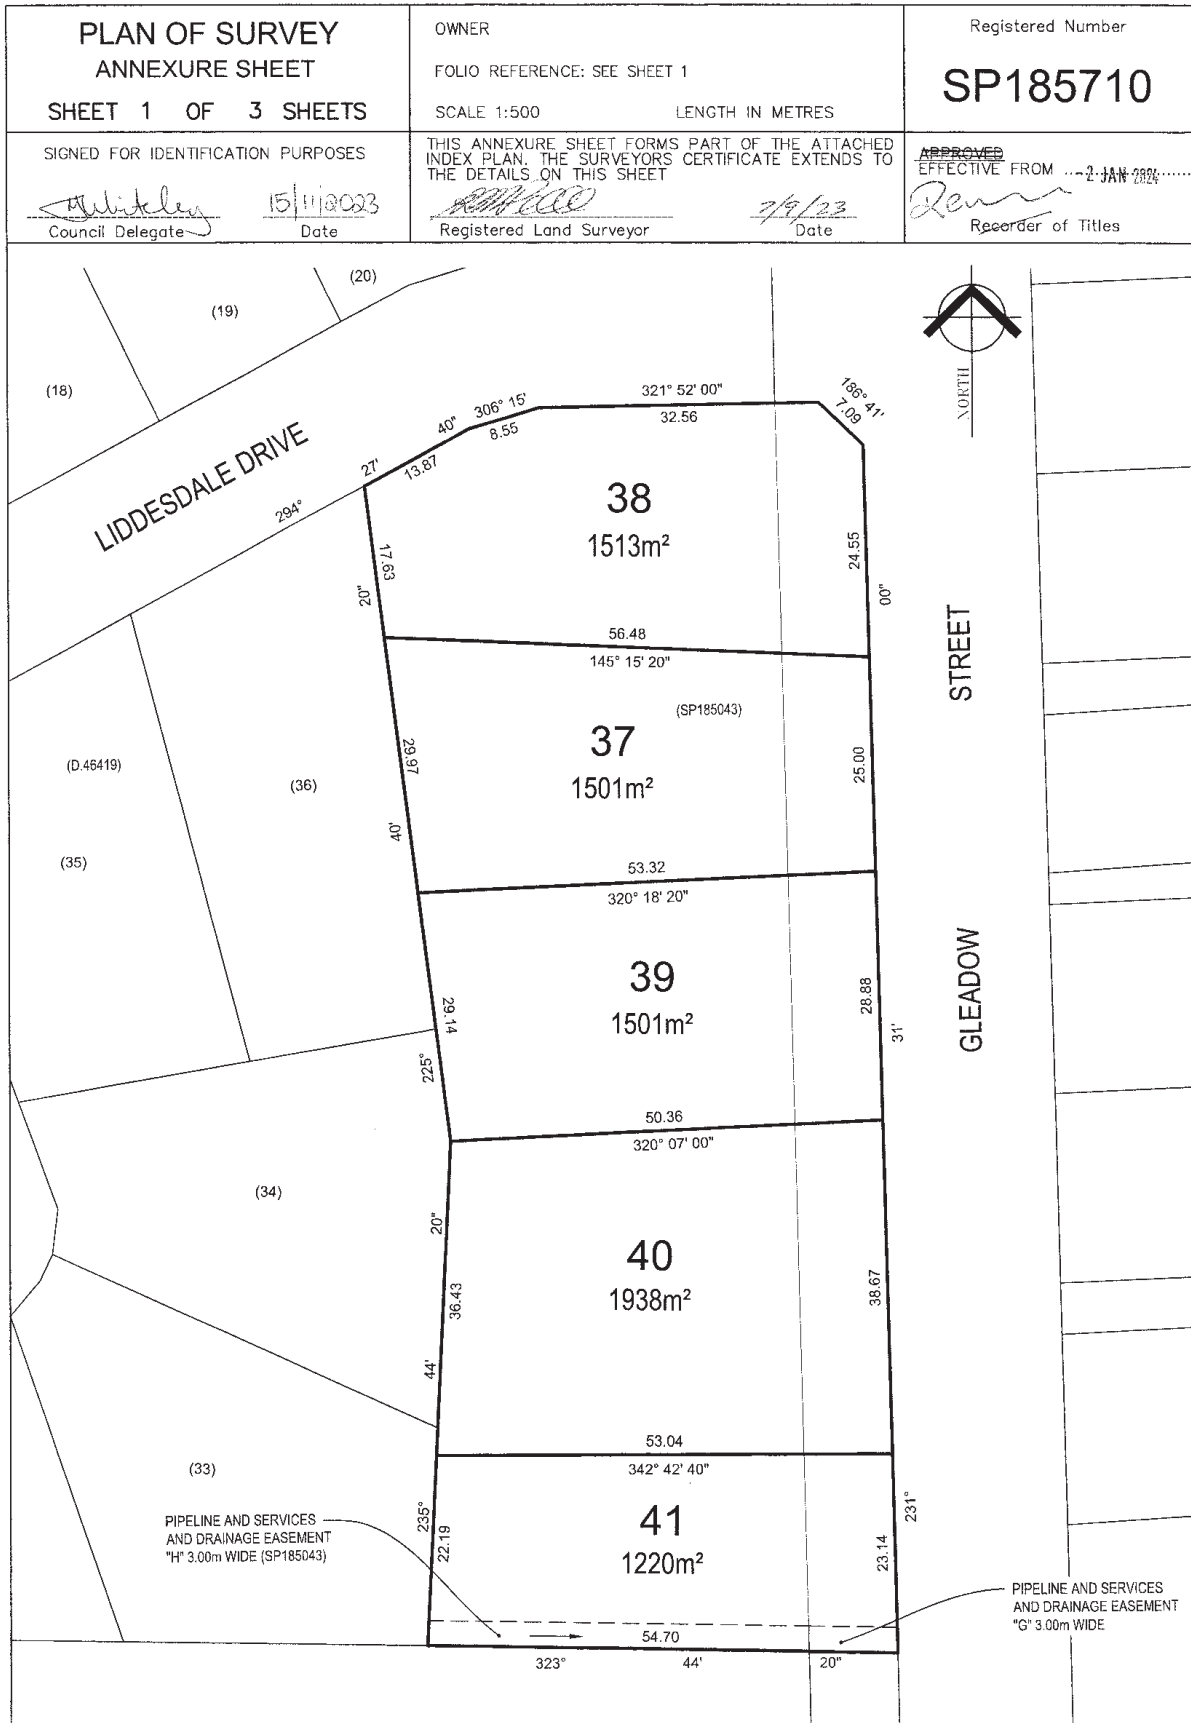 PLAN OF SURVEY
ANNEXURE SHEET
SHEET 1 OF 3 SHEETS
OWNER
FOLIO REFERENCE: SEE SHEET 1
SCALE 1:500 LENGTH IN METRES
Registered Number
SP185710
SIGNED FOR IDENTIFICATION PURPOSES
15/11/2023
Council Delegate Date
THIS ANNEXURE SHEET FORMS PART OF THE ATTACHED
INDEX PLAN. THE SURVEYORS CERTIFICATE EXTENDS TO
THE DETAILS ON THIS SHEET
7/9/23
Registered Land Surveyor Date
APPROVED
EFFECTIVE FROM -2 JAN 2024
Recorder of Titles
(20)
(19)
(18)
NORTH
LIDDESDALE DRIVE
294° 27' 40"
13.87
306° 15'
8.55
321° 52' 00"
32.56
186° 41'
7.09
38
1513m²
17.63
20"
24.55
00"
56.48
145° 15' 20"
STREET
(SP185043)
37
1501m²
29.97
25.00
(D.46419)
(36)
(35)
40'
53.32
320° 18' 20"
39
1501m²
29.14
28.88
GLEADOW
225°
31'
50.36
320° 07' 00"
(34)
20"
40
1938m²
36.43
38.67
44'
53.04
342° 42' 40"
(33)
41
1220m²
235°
22.19
23.14
231°
PIPELINE AND SERVICES
AND DRAINAGE EASEMENT
"H" 3.00m WIDE (SP185043)
PIPELINE AND SERVICES
AND DRAINAGE EASEMENT
"G" 3.00m WIDE
54.70
323° 44' 20"